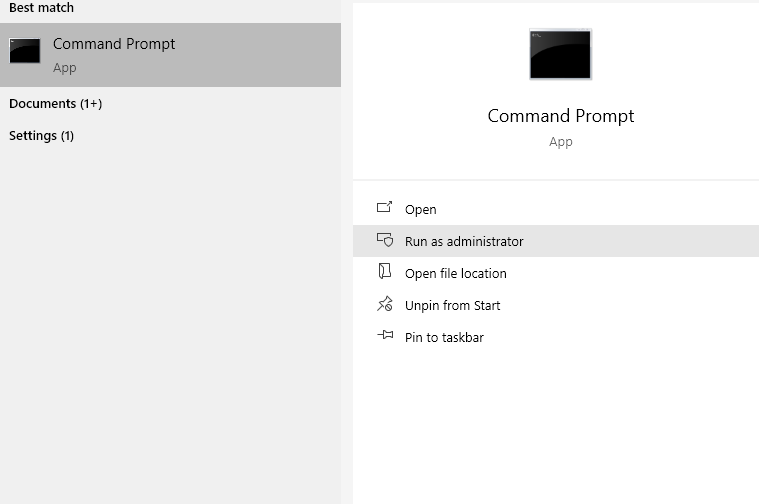 Best match
Command Prompt
App
Documents (1+)
Settings (1)
Command Prompt
App
Open
Run as administrator
Open file location
Unpin from Start
Pin to taskbar